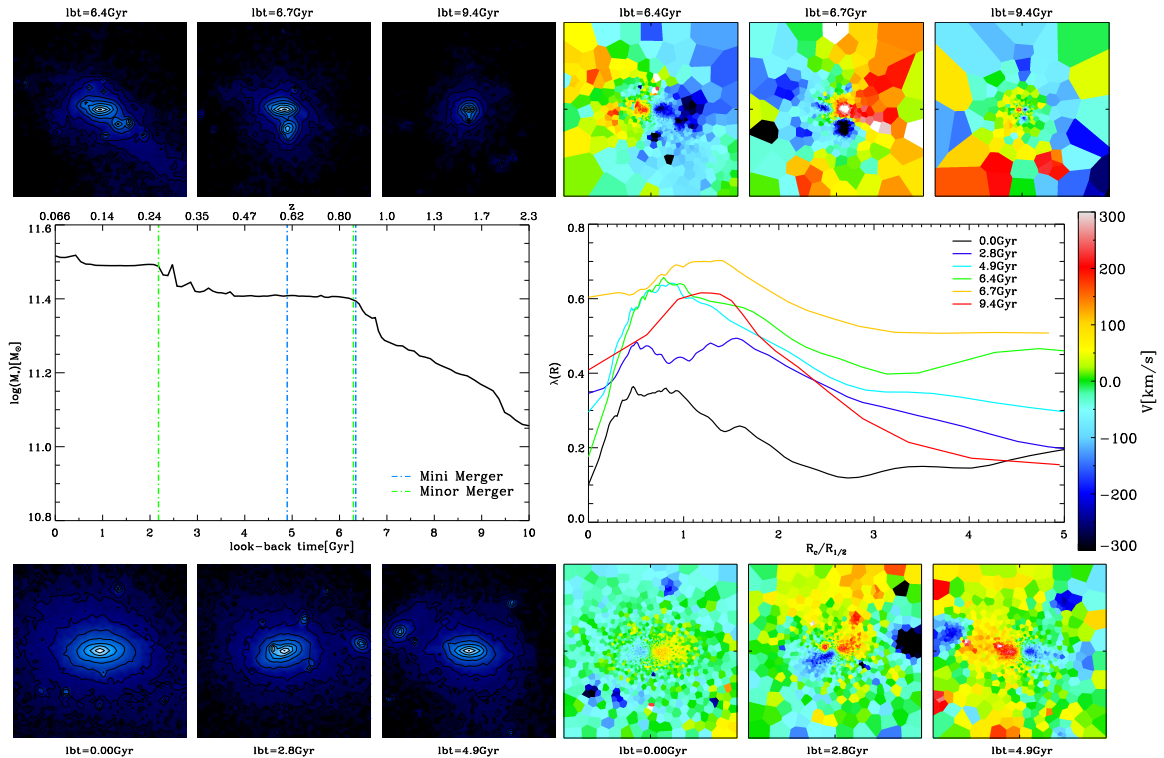 lbt=6.4Gyr lbt=6.7Gyr lbt=9.4Gyr lbt=6.4Gyr lbt=6.7Gyr lbt=9.4Gyr
z
0.066 0.14 0.24 0.35 0.47 0.62 0.80 1.0 1.3 1.7 2.3
11.6
11.4
11.2
11.0
10.8
log(M*)[M⊙]
Mini Merger
Minor Merger
0 1 2 3 4 5 6 7 8 9 10
look-back time[Gyr]
0.8
0.6
0.4
0.2
0.0
λ(R)
0.0Gyr
2.8Gyr
4.9Gyr
6.4Gyr
6.7Gyr
9.4Gyr
0 1 2 3 4 5
Re/R1/2
300
200
100
0.0
−100
−200
−300
V[km/s]
lbt=0.00Gyr lbt=2.8Gyr lbt=4.9Gyr lbt=0.00Gyr lbt=2.8Gyr lbt=4.9Gyr